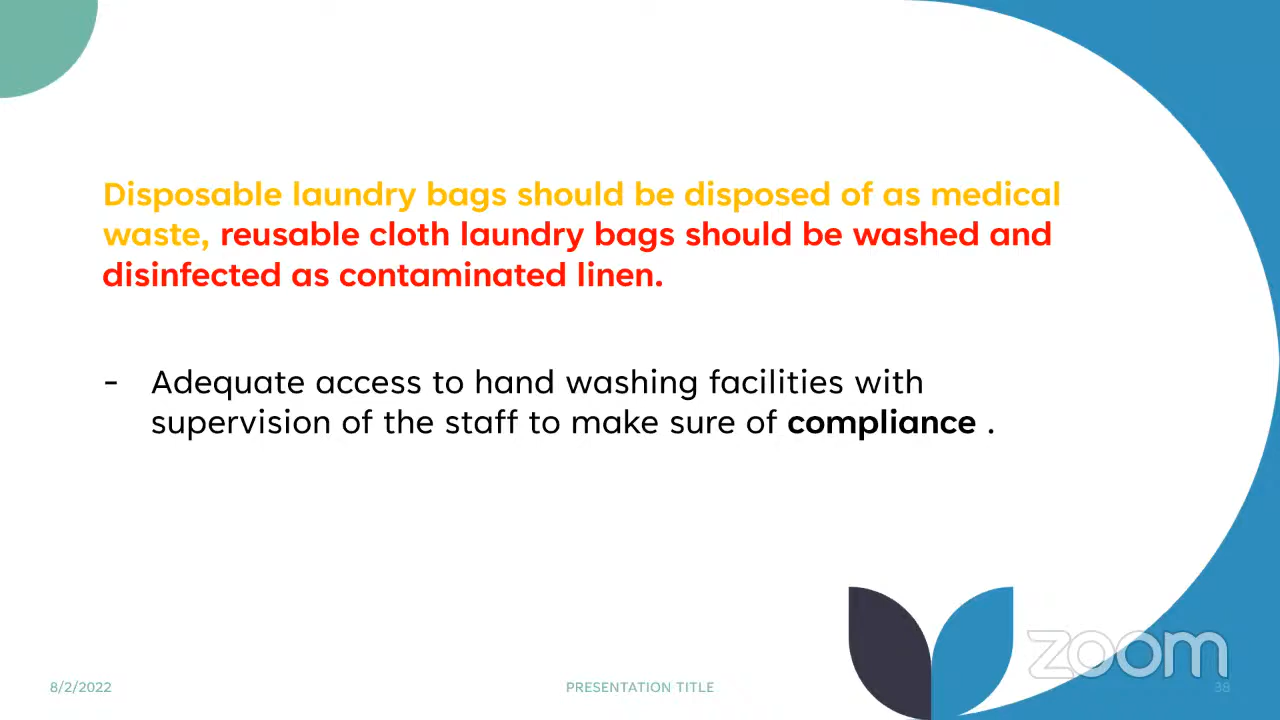 Disposable laundry bags should be disposed of as medical
waste, reusable cloth laundry bags should be washed and
disinfected as contaminated linen.
- Adequate access to hand washing facilities with
supervision of the staff to make sure of compliance .
zoom
8/2/2022
PRESENTATION TITLE
38